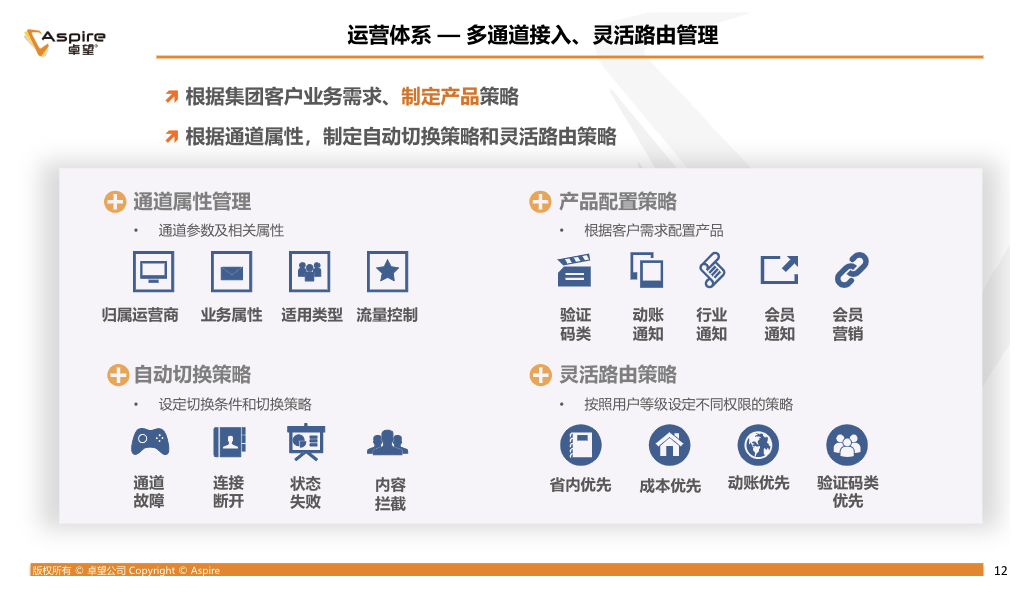 Aspire
卓望
运营体系 — 多通道接入、灵活路由管理
根据集团客户业务需求、制定产品策略
根据通道属性，制定自动切换策略和灵活路由策略
通道属性管理
• 通道参数及相关属性
归属运营商 业务属性 适用类型 流量控制
产品配置策略
• 根据客户需求配置产品
验证 动账 行业 会员 会员
码类 通知 通知 通知 营销
自动切换策略
• 设定切换条件和切换策略
通道 连接 状态 内容
故障 断开 失败 拦截
灵活路由策略
• 按照用户等级设定不同权限的策略
省内优先 成本优先 动账优先 验证码类
优先
版权所有 © 卓望公司 Copyright © Aspire
12